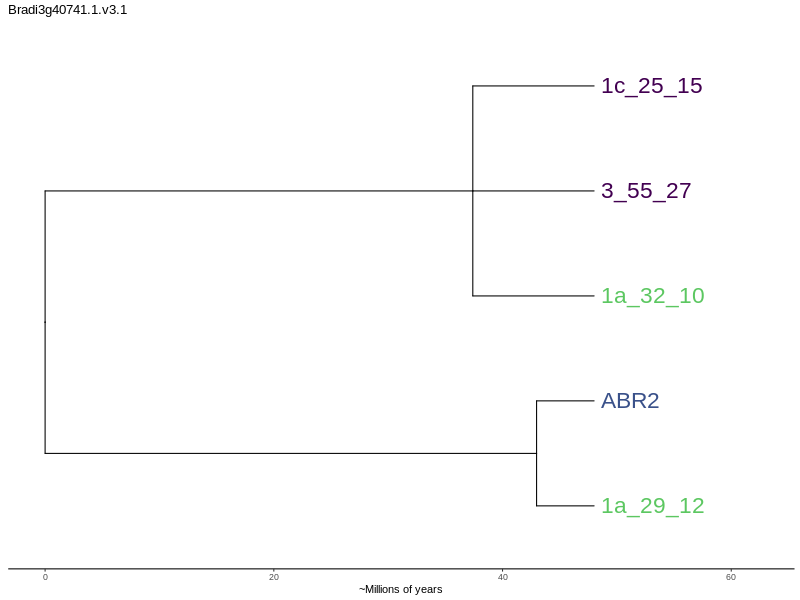 Bradi3g40741.1.v3.1
1c_25_15
3_55_27
1a_32_10
ABR2
1a_29_12
0 20 40 60
~Millions of years